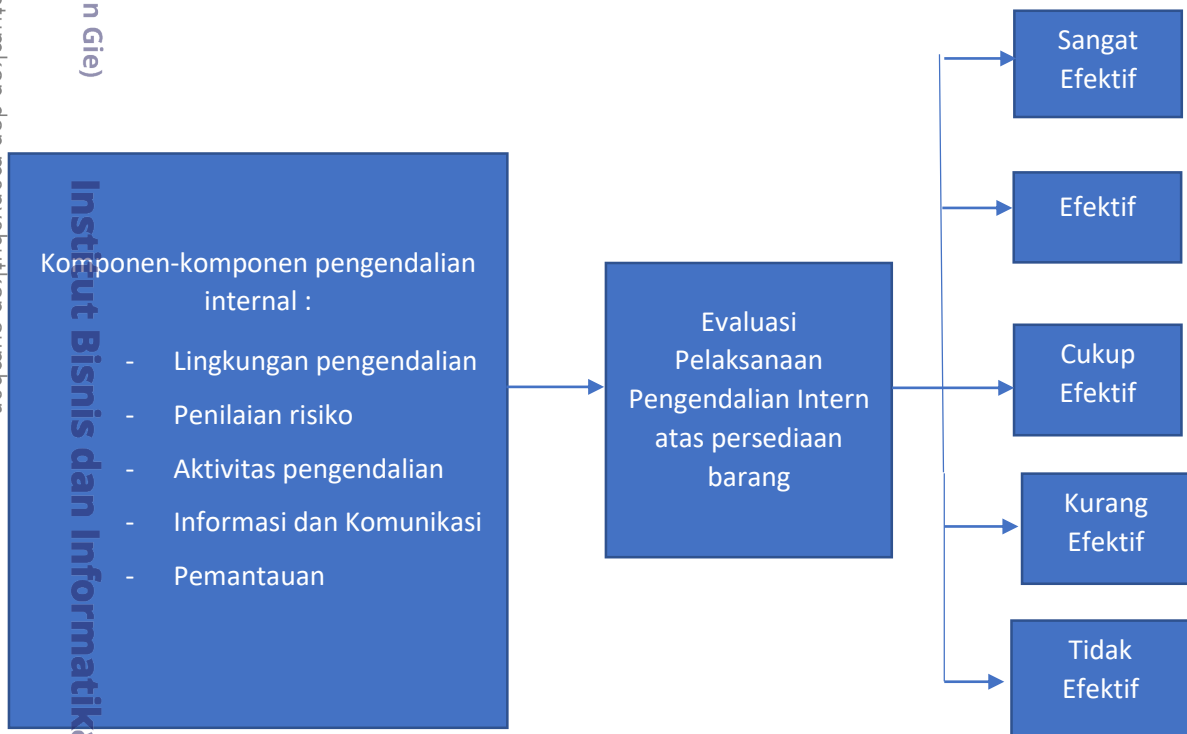 n Gie)
Institut Bisnis dan Informatik
Komponen-komponen pengendalian
internal :
- Lingkungan pengendalian
- Penilaian risiko
- Aktivitas pengendalian
- Informasi dan Komunikasi
- Pemantauan
Evaluasi
Pelaksanaan
Pengendalian Intern
atas persediaan
barang
Sangat
Efektif
Efektif
Cukup
Efektif
Kurang
Efektif
Tidak
Efektif